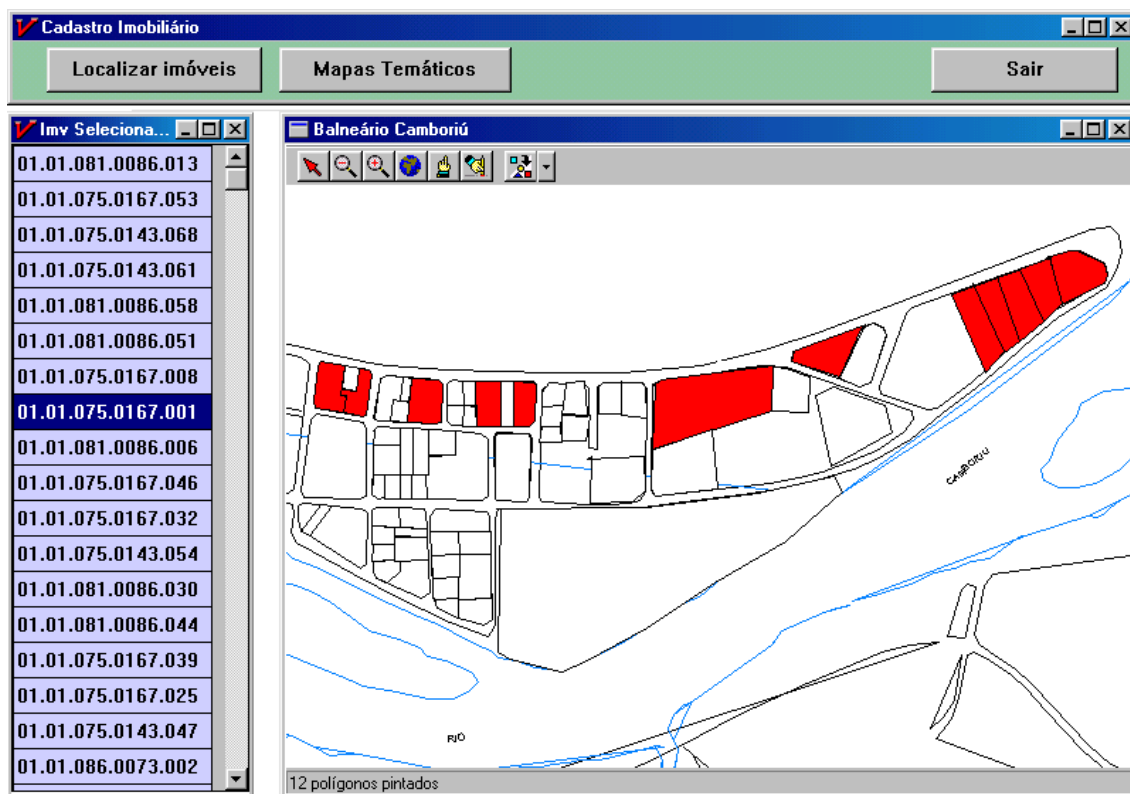 Cadastro Imobiliário
Localizar imóveis Mapas Temáticos Sair
Imv Seleciona...
01.01.081.0086.013
01.01.075.0167.053
01.01.075.0143.068
01.01.075.0143.061
01.01.081.0086.058
01.01.081.0086.051
01.01.075.0167.008
01.01.075.0167.001
01.01.081.0086.006
01.01.075.0167.046
01.01.075.0167.032
01.01.075.0143.054
01.01.081.0086.030
01.01.081.0086.044
01.01.075.0167.039
01.01.075.0167.025
01.01.075.0143.047
01.01.086.0073.002
Balneário Camboriú
CAMBORIU
RIO
12 polígonos pintados